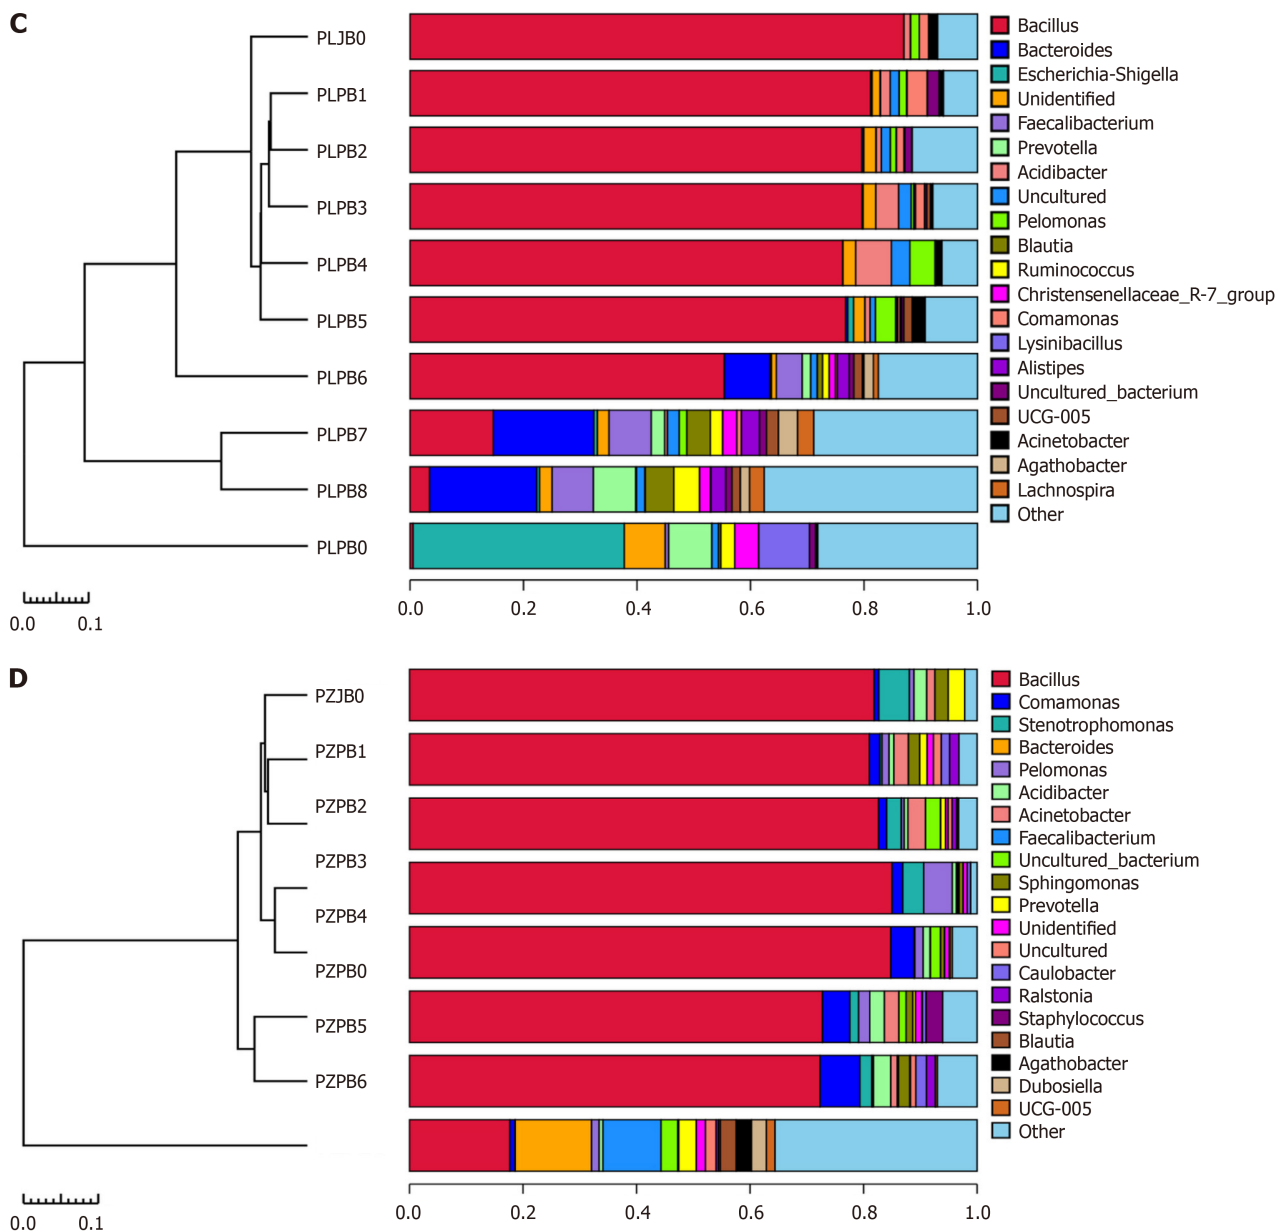 C
PLJB0
PLPB1
PLPB2
PLPB3
PLPB4
PLPB5
PLPB6
PLPB7
PLPB8
PLPB0
0.0 0.1
0.0 0.2 0.4 0.6 0.8 1.0
Bacillus
Bacteroides
Escherichia-Shigella
Unidentified
Faecalibacterium
Prevotella
Acidibacter
Uncultured
Pelomonas
Blautia
Ruminococcus
Christensenellaceae_R-7_group
Comamonas
Lysinibacillus
Alistipes
Uncultured_bacterium
UCG-005
Acinetobacter
Agathobacter
Lachnospira
Other
D
PZJB0
PZPB1
PZPB2
PZPB3
PZPB4
PZPB0
PZPB5
PZPB6
0.0 0.1
0.0 0.2 0.4 0.6 0.8 1.0
Bacillus
Comamonas
Stenotrophomonas
Bacteroides
Pelomonas
Acidibacter
Acinetobacter
Faecalibacterium
Uncultured_bacterium
Sphingomonas
Prevotella
Unidentified
Uncultured
Caulobacter
Ralstonia
Staphylococcus
Blautia
Agathobacter
Dubosiella
UCG-005
Other